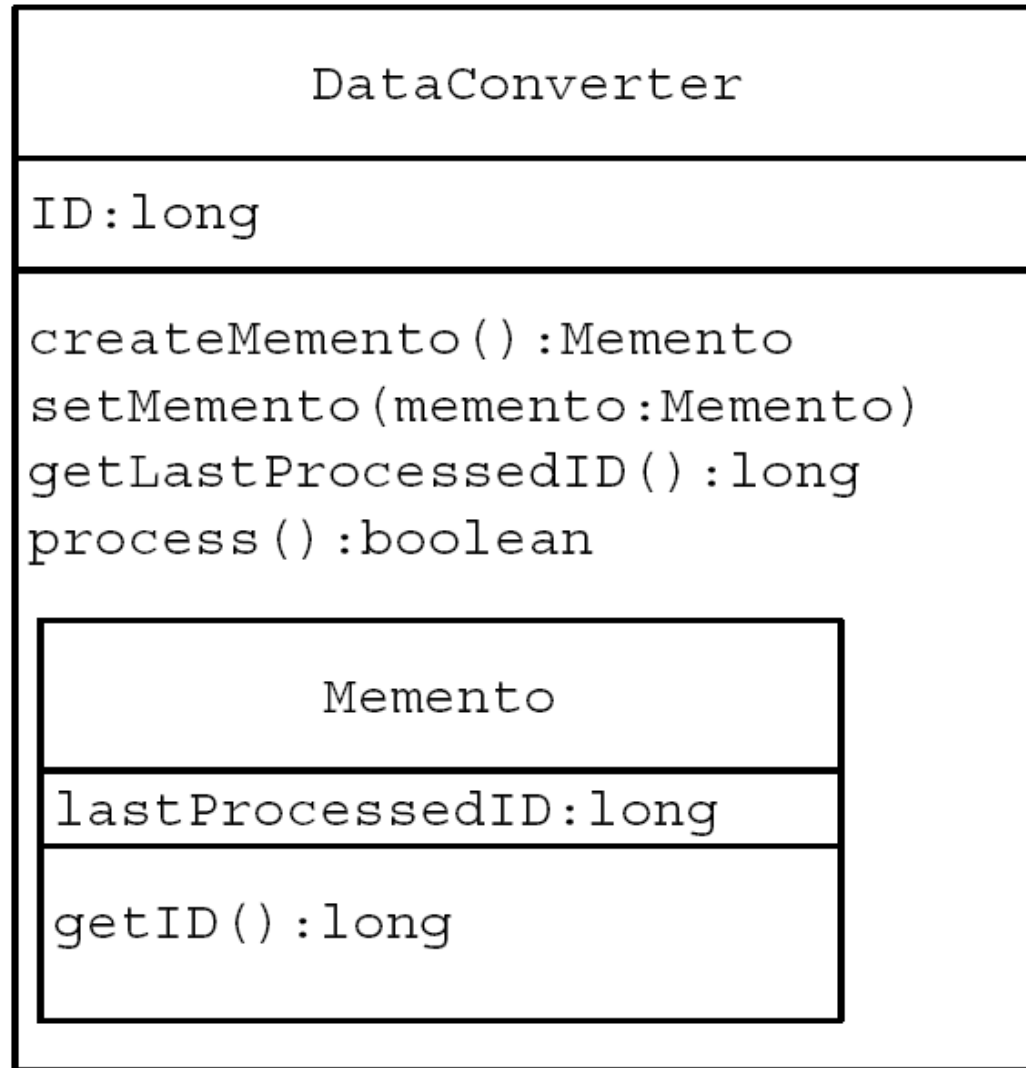 DataConverter
ID:long
createMemento():Memento
setMemento(memento:Memento)
getLastProcessedID():long
process():boolean
Memento
lastProcessedID:long
getID():long